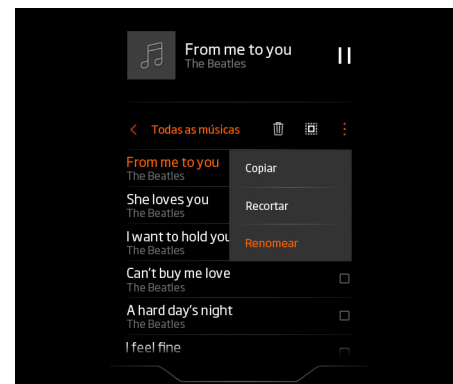 From me to you
The Beatles
Todas as músicas
From me to you
The Beatles
Copiar
She loves you
The Beatles
Recortar
I want to hold you
The Beatles
Renomear
Can't buy me love
The Beatles
A hard day's night
The Beatles
I feel fine